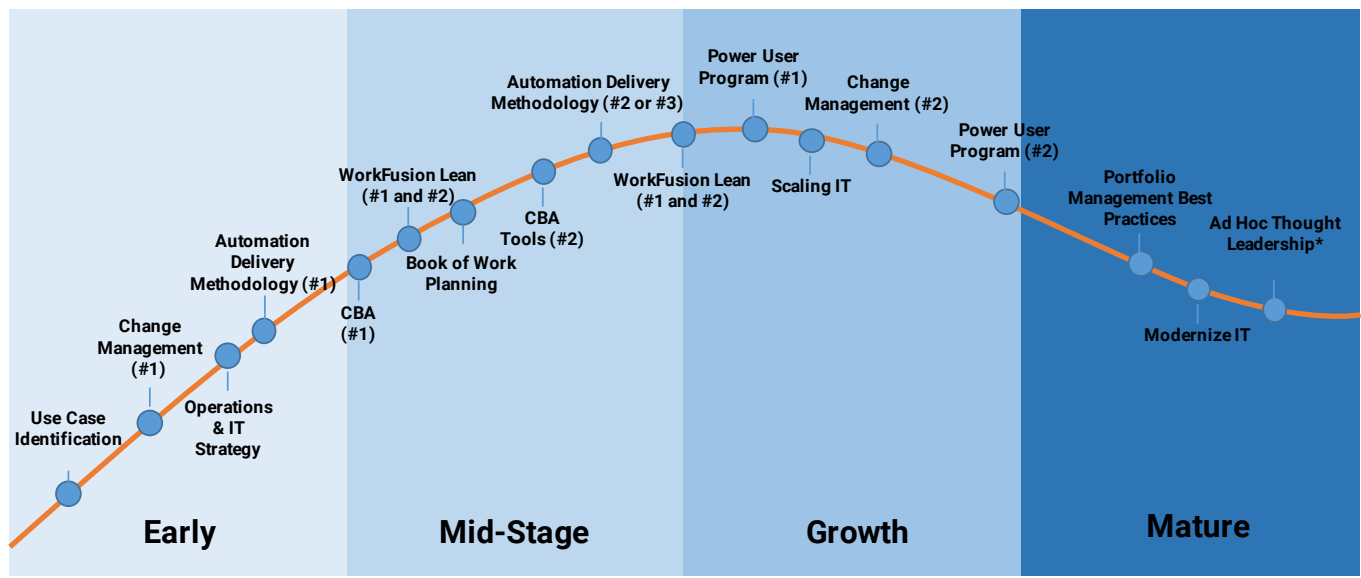 Use Case
Identification
Change
Management
(#1)
Operations
& IT
Strategy
Automation
Delivery
Methodology (#1)
CBA
(#1)
WorkFusion Lean
(#1 and #2)
Book of Work
Planning
CBA
Tools (#2)
Automation Delivery
Methodology (#2 or #3)
WorkFusion Lean
(#1 and #2)
Power User
Program (#1)
Scaling IT
Change
Management (#2)
Power User
Program (#2)
Portfolio
Management Best
Practices
Modernize IT
Ad Hoc Thought
Leadership*
Early
Mid-Stage
Growth
Mature